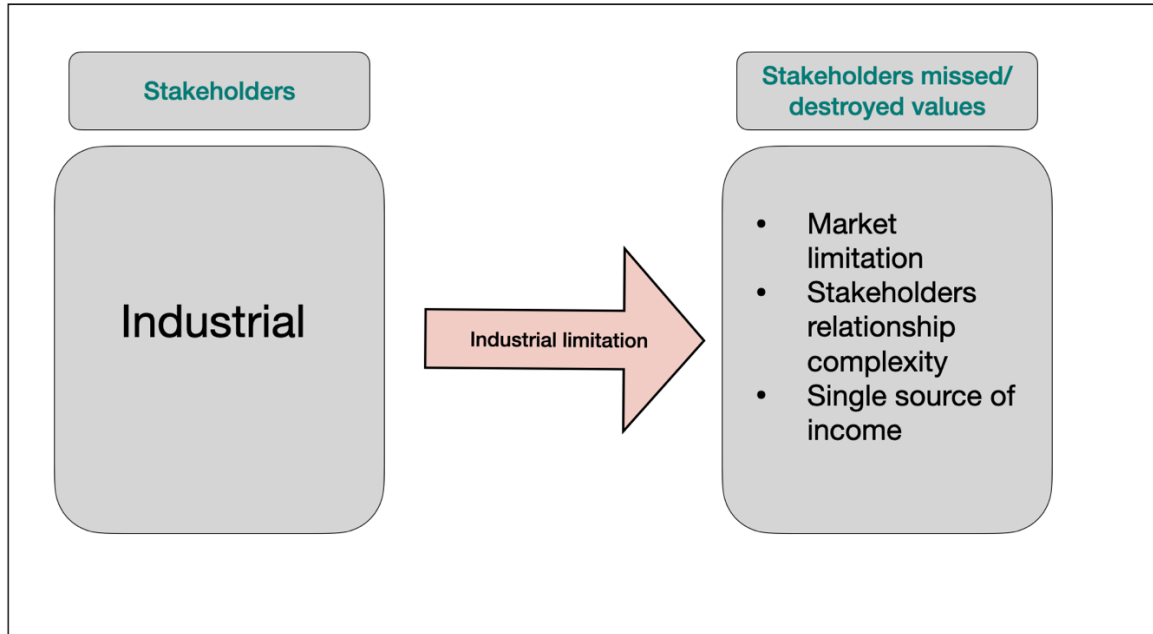 Stakeholders
Stakeholders missed/
destroyed values
Industrial
Industrial limitation
• Market
limitation
• Stakeholders
relationship
complexity
• Single source of
income